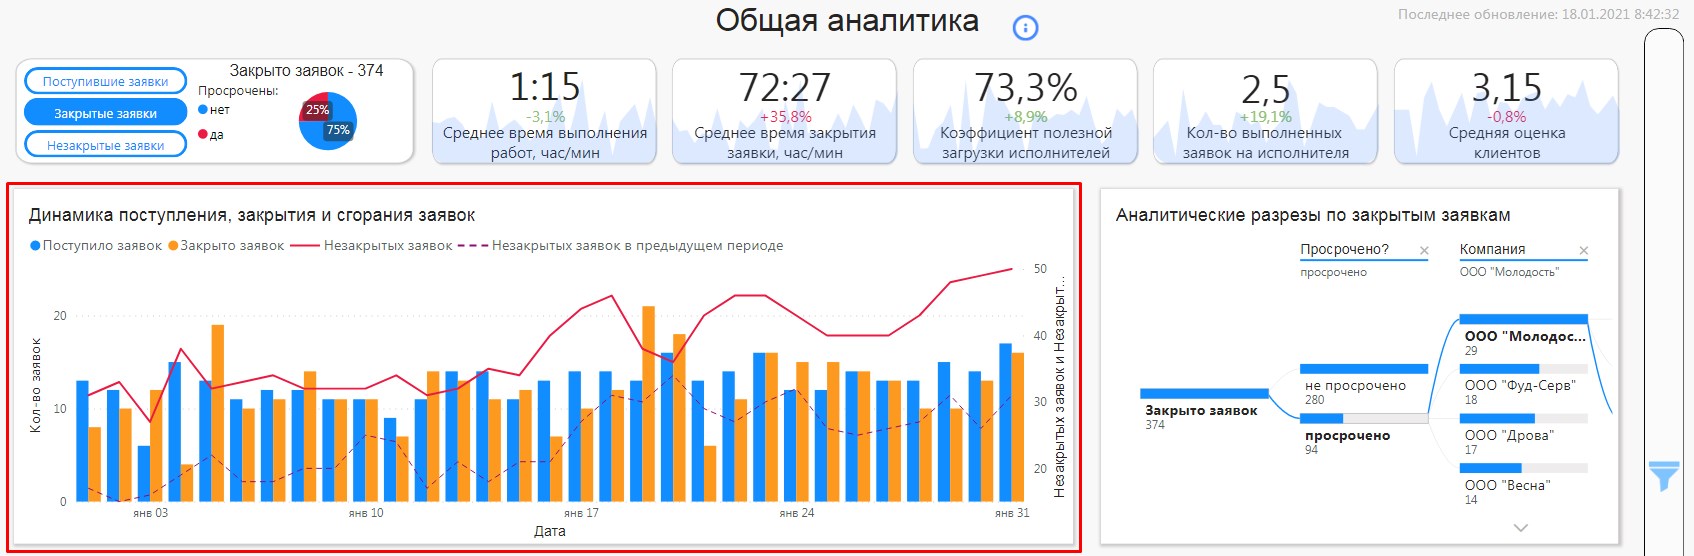 Общая аналитика
Последнее обновление: 18.01.2021 8:42:32
Поступившие заявки
Закрытые заявки
Незакрытые заявки
Закрыто заявок - 374
Просрочены:
нет
да
25%
75%
1:15
-3,1%
Среднее время выполнения
работ, час/мин
72:27
+35,8%
Среднее время закрытия
заявки, час/мин
73,3%
+8,9%
Коэффициент полезной
загрузки исполнителей
2,5
+19,1%
Кол-во выполненных
заявок на исполнителя
3,15
-0,8%
Средняя оценка
клиентов
Динамика поступления, закрытия и сгорания заявок
Поступило заявок Закрыто заявок Незакрытых заявок Незакрытых заявок в предыдущем периоде
Кол-во заявок
20
10
0
50
40
30
20
Незакрытых заявок и Незакрыт...
янв 03 янв 10 янв 17 янв 24 янв 31
Дата
Аналитические разрезы по закрытым заявкам
Просрочено?
просрочено
Компания
ООО "Молодость"
Закрыто заявок
374
не просрочено
280
просрочено
94
ООО "Молодос...
29
ООО "Фуд-Серв"
18
ООО "Дрова"
17
ООО "Весна"
14